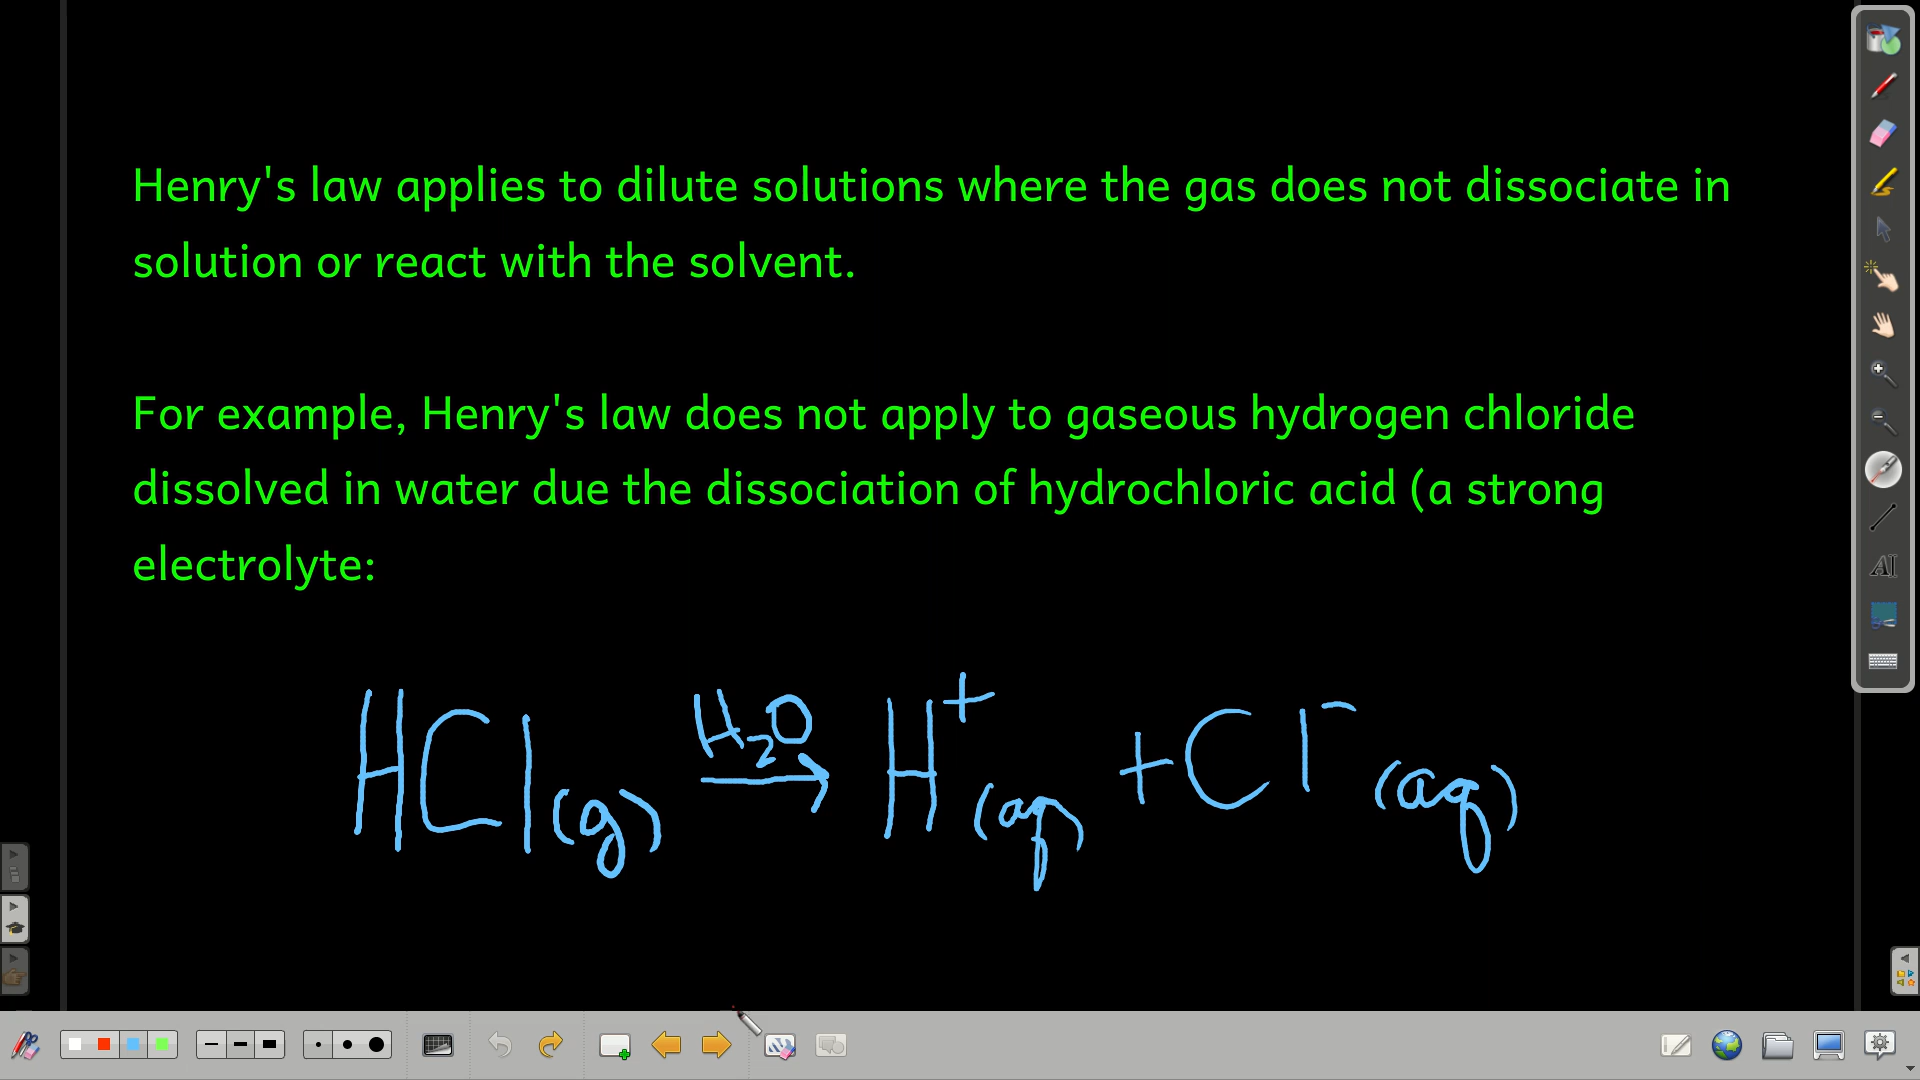 Henry's law applies to dilute solutions where the gas does not dissociate in
solution or react with the solvent.
For example, Henry's law does not apply to gaseous hydrogen chloride
dissolved in water due the dissociation of hydrochloric acid (a strong
electrolyte:
HCl(g) H₂O → H⁺(aq) + Cl⁻(aq)